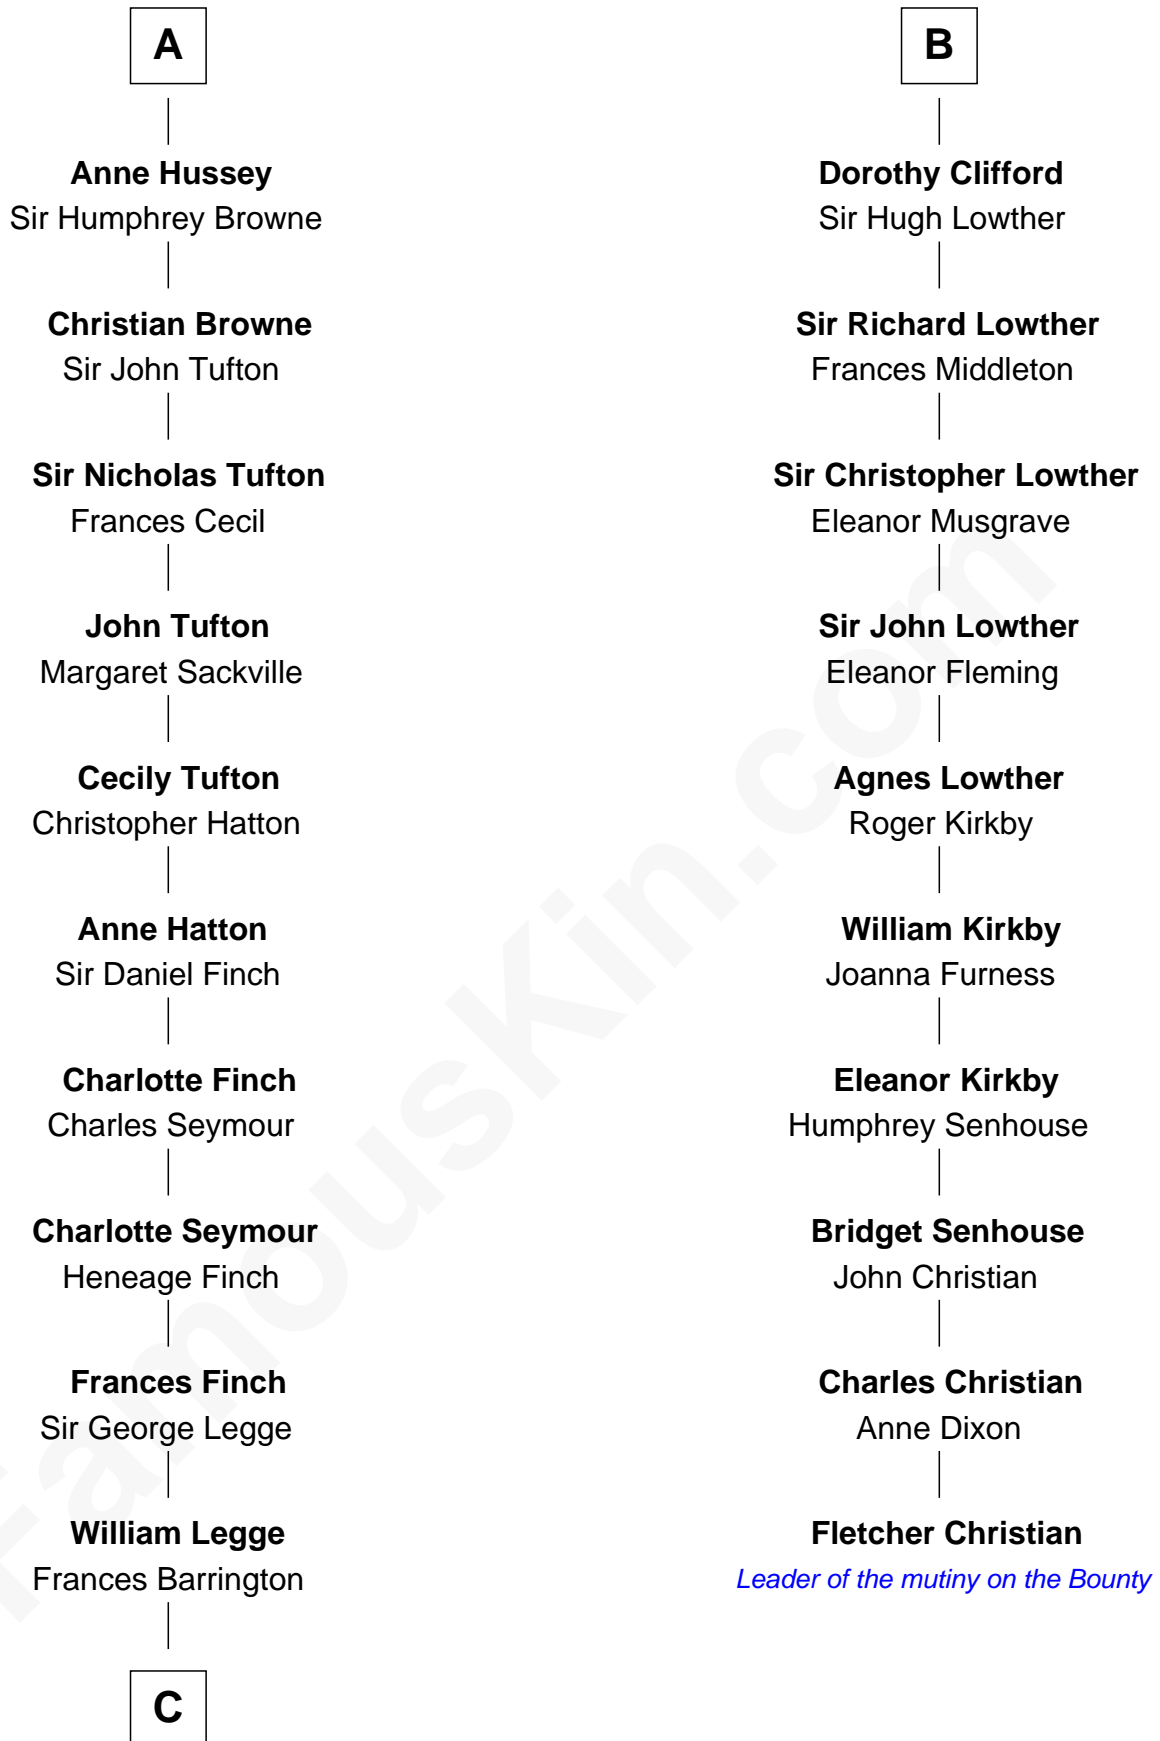 A
Anne Hussey
Sir Humphrey Browne
Christian Browne
Sir John Tufton
Sir Nicholas Tufton
Frances Cecil
John Tufton
Margaret Sackville
Cecily Tufton
Christopher Hatton
Anne Hatton
Sir Daniel Finch
Charlotte Finch
Charles Seymour
Charlotte Seymour
Heneage Finch
Frances Finch
Sir George Legge
William Legge
Frances Barrington
C
B
Dorothy Clifford
Sir Hugh Lowther
Sir Richard Lowther
Frances Middleton
Sir Christopher Lowther
Eleanor Musgrave
Sir John Lowther
Eleanor Fleming
Agnes Lowther
Roger Kirkby
William Kirkby
Joanna Furness
Eleanor Kirkby
Humphrey Senhouse
Bridget Senhouse
John Christian
Charles Christian
Anne Dixon
Fletcher Christian
Leader of the mutiny on the Bounty
FamousKin.com